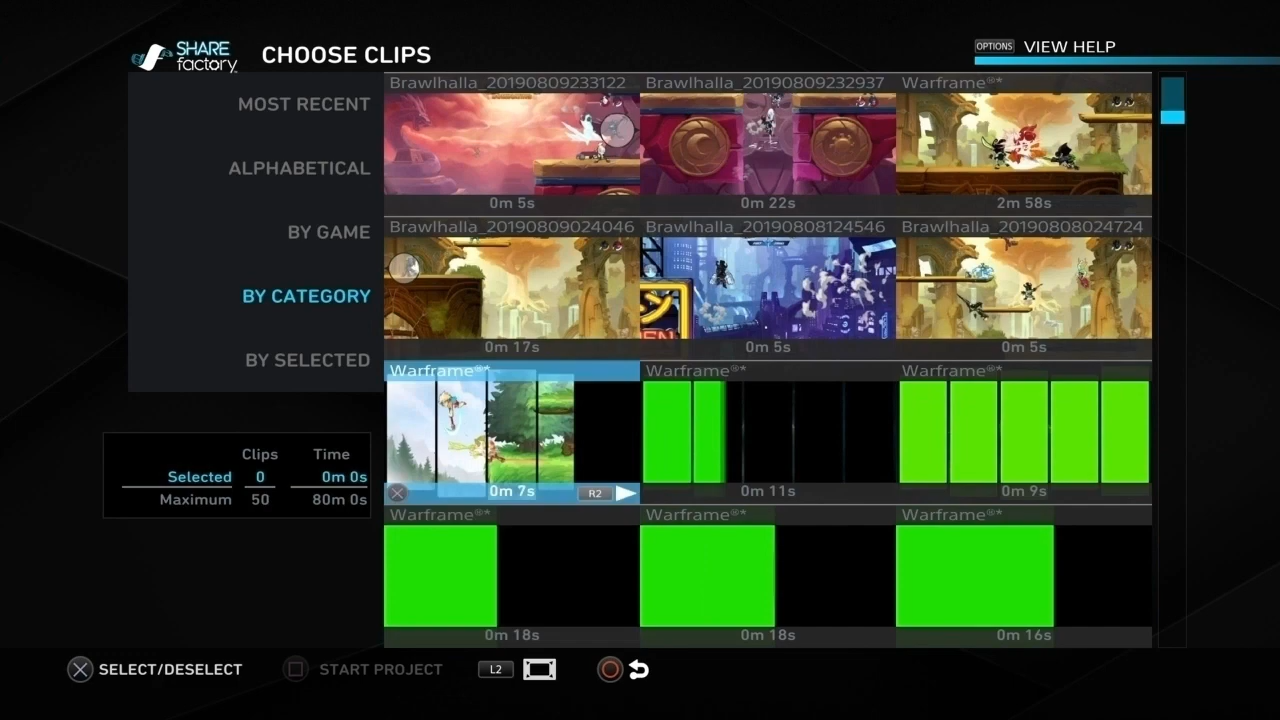 SHARE
factory™
CHOOSE CLIPS
OPTIONS VIEW HELP
MOST RECENT
ALPHABETICAL
BY GAME
BY CATEGORY
BY SELECTED
Clips Time
Selected 0 0m 0s
Maximum 50 80m 0s
Brawlhalla_20190809233122 Brawlhalla_20190809232937 Warframe®*
0m 5s 0m 22s 2m 58s
Brawlhalla_20190809024046 Brawlhalla_20190808124546 Brawlhalla_20190808024724
0m 17s 0m 5s 0m 5s
Warframe®* Warframe®* Warframe®*
0m 7s R2 0m 11s 0m 9s
Warframe®* Warframe®* Warframe®*
0m 18s 0m 18s 0m 16s
SELECT/DESELECT START PROJECT L2